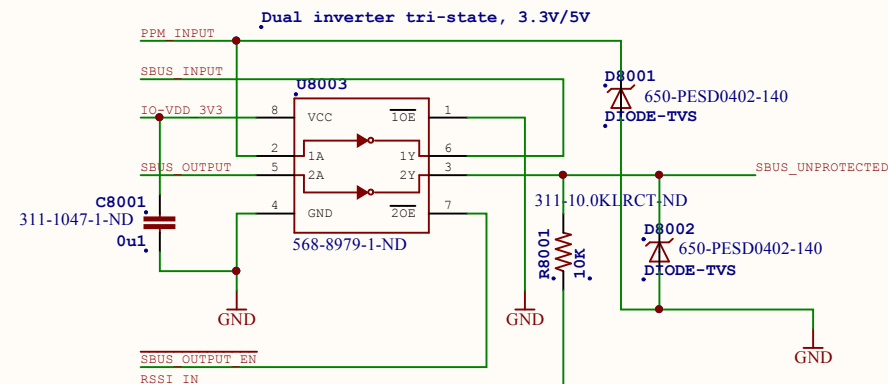 Dual inverter tri-state, 3.3V/5V
PPM_INPUT
SBUS_INPUT
D8001
U8003
650-PESD0402-140
IO-VDD_3V3
8
VCC
1OE
1
DIODE-TVS
2
1A
1Y
6
SBUS_OUTPUT
5
2A
2Y
3
SBUS_UNPROTECTED
C8001
311-10.0KLRCT-ND
311-1047-1-ND
4
GND
2OE
7
D8002
0u1
568-8979-1-ND
R8001
10K
650-PESD0402-140
DIODE-TVS
GND
GND
GND
SBUS_OUTPUT_EN
RSSI_IN